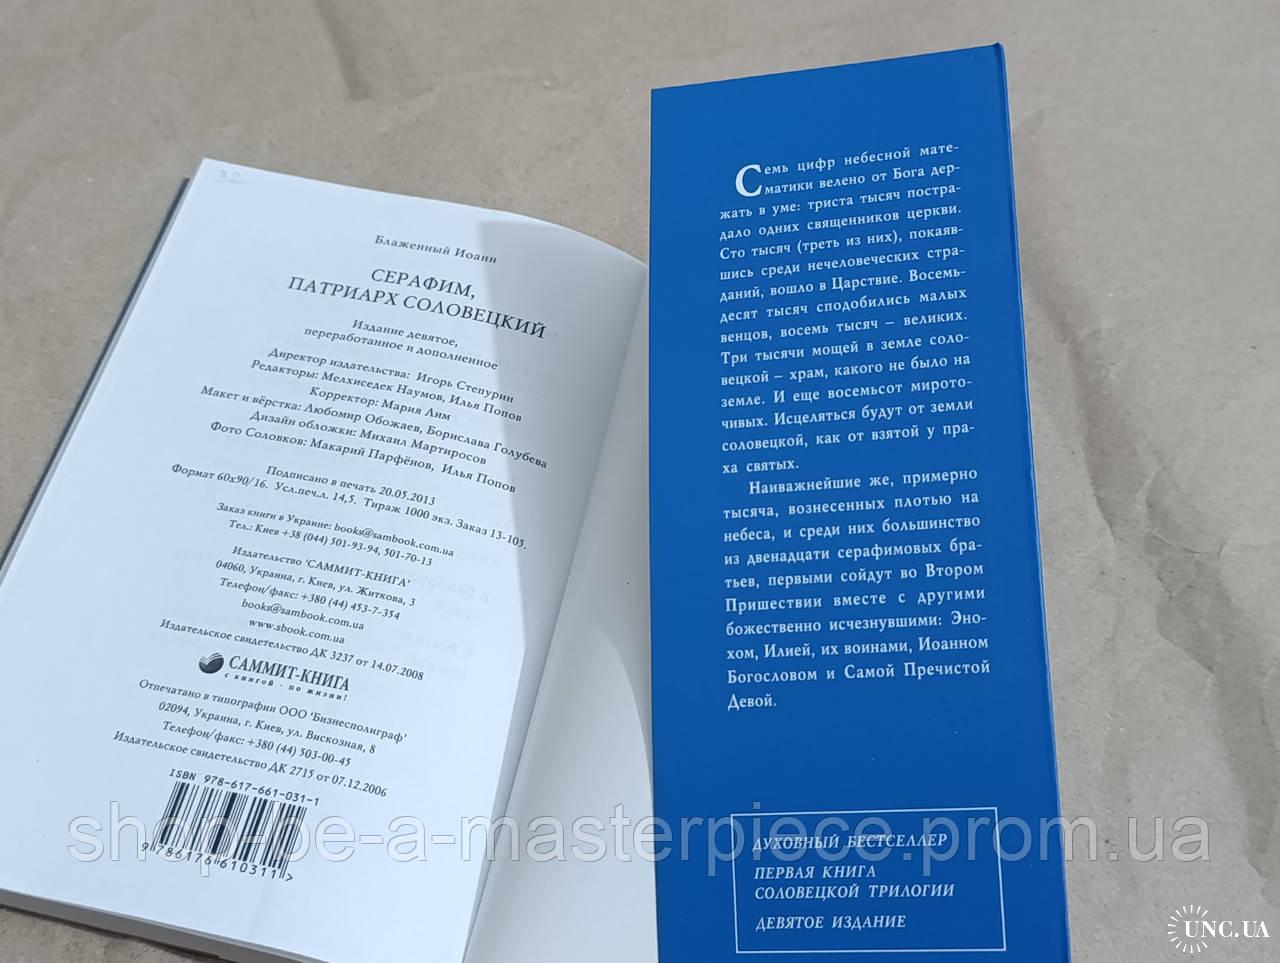 32
Блаженный Иоанн
СЕРАФИМ,
ПАТРИАРХ СОЛОВЕЦКИЙ
Издание девятое,
переработанное и дополненное
Директор издательства: Игорь Степурин
Редакторы: Мелхиседек Наумов, Илья Попов
Корректор: Мария Лим
Макет и вёрстка: Любомир Обожаев, Борислава Голубева
Дизайн обложки: Михаил Мартиросов
Фото Соловков: Макарий Парфёнов, Илья Попов
Подписано в печать 20.05.2013
Формат 60х90/16. Усл.печ.л. 14,5. Тираж 1000 экз. Заказ 13-105.
Заказ книги в Украине: books@sambook.com.ua
Тел.: Киев +38 (044) 501-93-94, 501-70-13
Издательство 'САММИТ-КНИГА'
04060, Украина, г. Киев, ул. Житкова, 3
Телефон/факс: +380 (44) 453-7-354
books@sambook.com.ua
www.sbook.com.ua
Издательское свидетельство ДК 3237 от 14.07.2008
САММИТ-КНИГА
с книгой - по жизни!
Отпечатано в типографии ООО 'Бизнесполиграф'
02094, Украина, г. Киев, ул. Вискозная, 8
Телефон/факс: +380 (44) 503-00-45
Издательское свидетельство ДК 2715 от 07.12.2006
ISBN 978-617-661-031-1
9786176610311>
Семь цифр небесной мате-
матики велено от Бога дер-
жать в уме: триста тысяч постра-
дало одних священников церкви.
Сто тысяч (треть из них), покаяв-
шись среди нечеловеческих стра-
даний, вошло в Царствие. Восемь-
десят тысяч сподобились малых
венцов, восемь тысяч – великих.
Три тысячи мощей в земле соло-
вецкой – храм, какого не было на
земле. И еще восемьсот мирото-
чивых. Исцеляться будут от земли
соловецкой, как от взятой у пра-
ха святых.
Наиважнейшие же, примерно
тысяча, вознесенных плотью на
небеса, и среди них большинство
из двенадцати серафимовых бра-
тьев, первыми сойдут во Втором
Пришествии вместе с другими
божественно исчезнувшими: Эно-
хом, Илией, их воинами, Иоанном
Богословом и Самой Пречистой
Девой.
ДУХОВНЫЙ БЕСТСЕЛЛЕР
ПЕРВАЯ КНИГА
СОЛОВЕЦКОЙ ТРИЛОГИИ
ДЕВЯТОЕ ИЗДАНИЕ
shop-be-a-masterpiece.prom.ua
UNC.UA